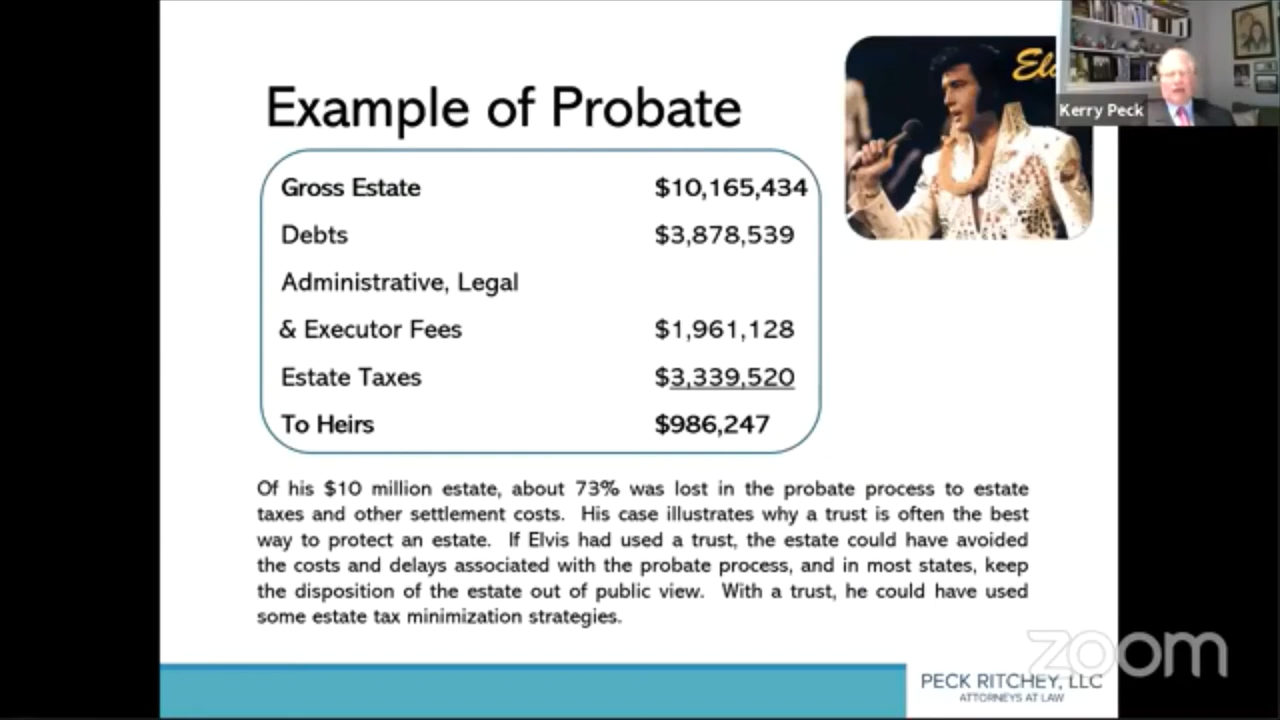 Example of Probate
Gross Estate $10,165,434
Debts $3,878,539
Administrative, Legal
& Executor Fees $1,961,128
Estate Taxes $3,339,520
To Heirs $986,247
Of his $10 million estate, about 73% was lost in the probate process to estate
taxes and other settlement costs. His case illustrates why a trust is often the best
way to protect an estate. If Elvis had used a trust, the estate could have avoided
the costs and delays associated with the probate process, and in most states, keep
the disposition of the estate out of public view. With a trust, he could have used
some estate tax minimization strategies.
Kerry Peck
zoom
PECK RITCHEY, LLC
ATTORNEYS AT LAW